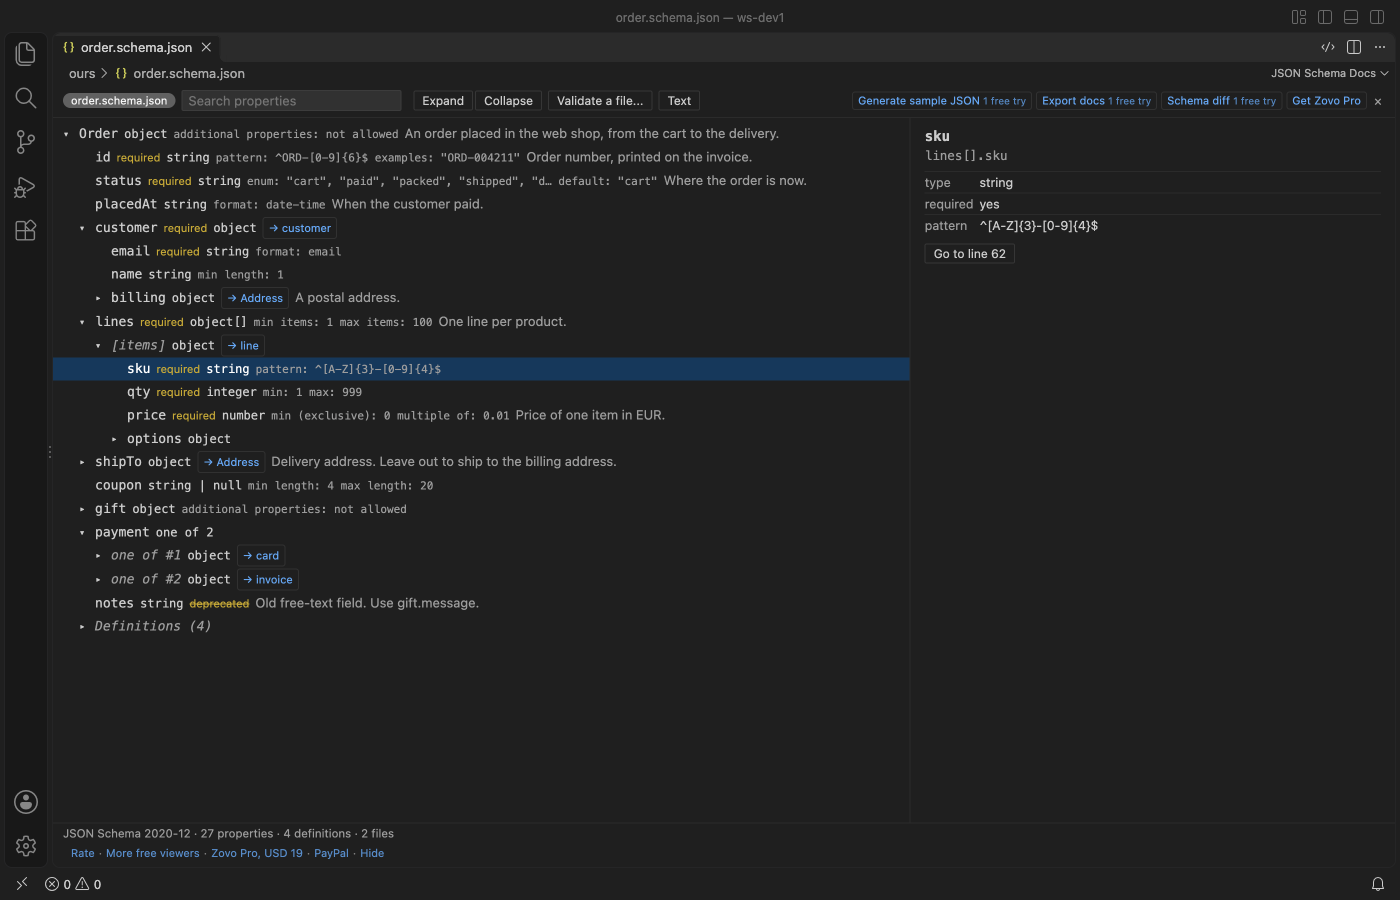 order.schema.json — ws-dev1
{} order.schema.json
ours > {} order.schema.json
JSON Schema Docs
order.schema.json Search properties Expand Collapse Validate a file... Text Generate sample JSON 1 free try Export docs 1 free try Schema diff 1 free try Get Zovo Pro ×
Order object additional properties: not allowed An order placed in the web shop, from the cart to the delivery.
id required string pattern: ^ORD-[0-9]{6}$ examples: "ORD-004211" Order number, printed on the invoice.
status required string enum: "cart", "paid", "packed", "shipped", "d… default: "cart" Where the order is now.
placedAt string format: date-time When the customer paid.
customer required object → customer
email required string format: email
name string min length: 1
billing object → Address A postal address.
lines required object[] min items: 1 max items: 100 One line per product.
[items] object → line
sku required string pattern: ^[A-Z]{3}-[0-9]{4}$
qty required integer min: 1 max: 999
price required number min (exclusive): 0 multiple of: 0.01 Price of one item in EUR.
options object
shipTo object → Address Delivery address. Leave out to ship to the billing address.
coupon string | null min length: 4 max length: 20
gift object additional properties: not allowed
payment one of 2
one of #1 object → card
one of #2 object → invoice
notes string deprecated Old free-text field. Use gift.message.
Definitions (4)
sku
lines[].sku
type string
required yes
pattern ^[A-Z]{3}-[0-9]{4}$
Go to line 62
JSON Schema 2020-12 · 27 properties · 4 definitions · 2 files
Rate · More free viewers · Zovo Pro, USD 19 · PayPal · Hide
0 0